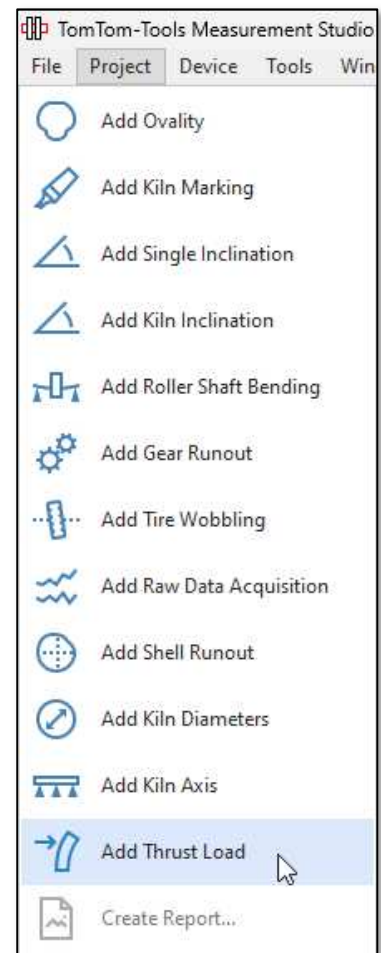 TomTom-Tools Measurement Studio
File Project Device Tools Win
Add Ovality
Add Kiln Marking
Add Single Inclination
Add Kiln Inclination
Add Roller Shaft Bending
Add Gear Runout
Add Tire Wobbling
Add Raw Data Acquisition
Add Shell Runout
Add Kiln Diameters
Add Kiln Axis
Add Thrust Load
Create Report...